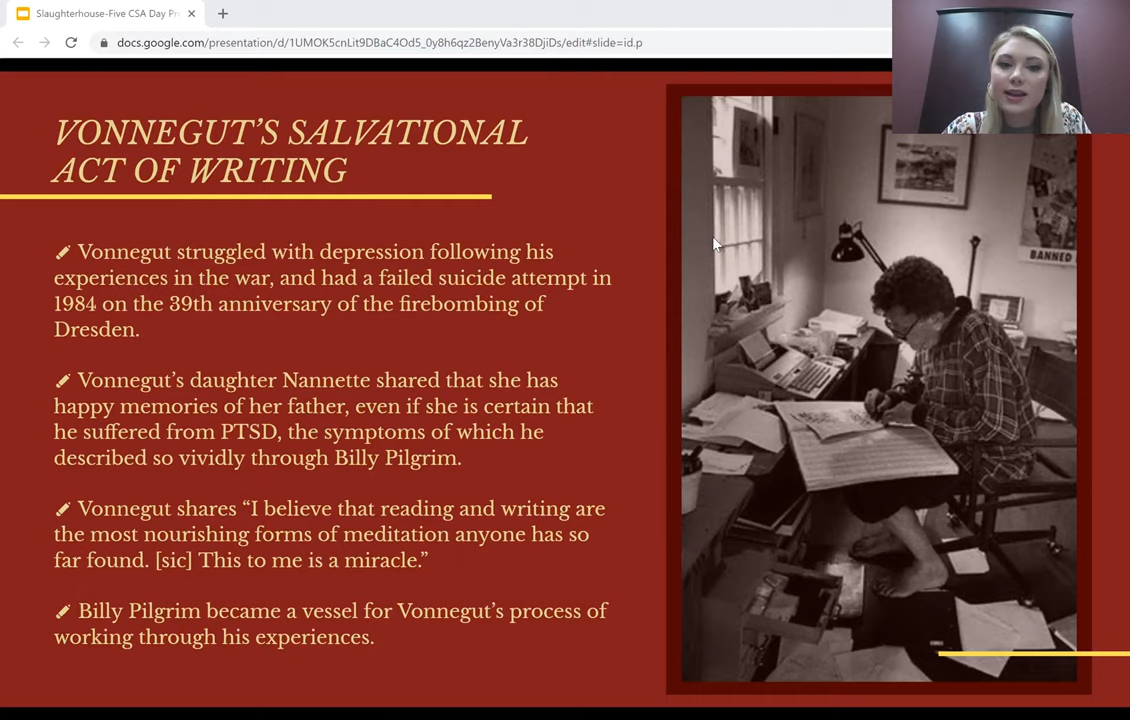 Slaughterhouse-Five CSA Day Pr
docs.google.com/presentation/d/1UMOK5cnLit9DBaC4Od5_0y8h6qz2BenyVa3r38DjiDs/edit#slide=id.p
VONNEGUT'S SALVATIONAL
ACT OF WRITING
Vonnegut struggled with depression following his
experiences in the war, and had a failed suicide attempt in
1984 on the 39th anniversary of the firebombing of
Dresden.
Vonnegut's daughter Nannette shared that she has
happy memories of her father, even if she is certain that
he suffered from PTSD, the symptoms of which he
described so vividly through Billy Pilgrim.
Vonnegut shares “I believe that reading and writing are
the most nourishing forms of meditation anyone has so
far found. [sic] This to me is a miracle.”
Billy Pilgrim became a vessel for Vonnegut's process of
working through his experiences.
BANNED